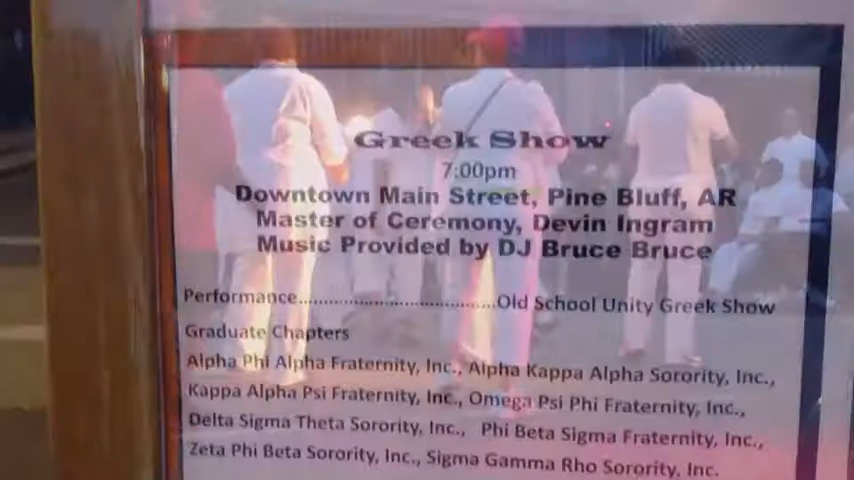 Greek Show
7:00pm
Downtown Main Street, Pine Bluff, AR
Master of Ceremony, Devin Ingram
Music Provided by DJ Bruce Bruce
Performance.......................................Old School Unity Greek Show
Graduate Chapters
Alpha Phi Alpha Fraternity, Inc., Alpha Kappa Alpha Sorority, Inc.,
Kappa Alpha Psi Fraternity, Inc., Omega Psi Phi Fraternity, Inc.,
Delta Sigma Theta Sorority, Inc., Phi Beta Sigma Fraternity, Inc.,
Zeta Phi Beta Sorority, Inc., Sigma Gamma Rho Sorority, Inc.